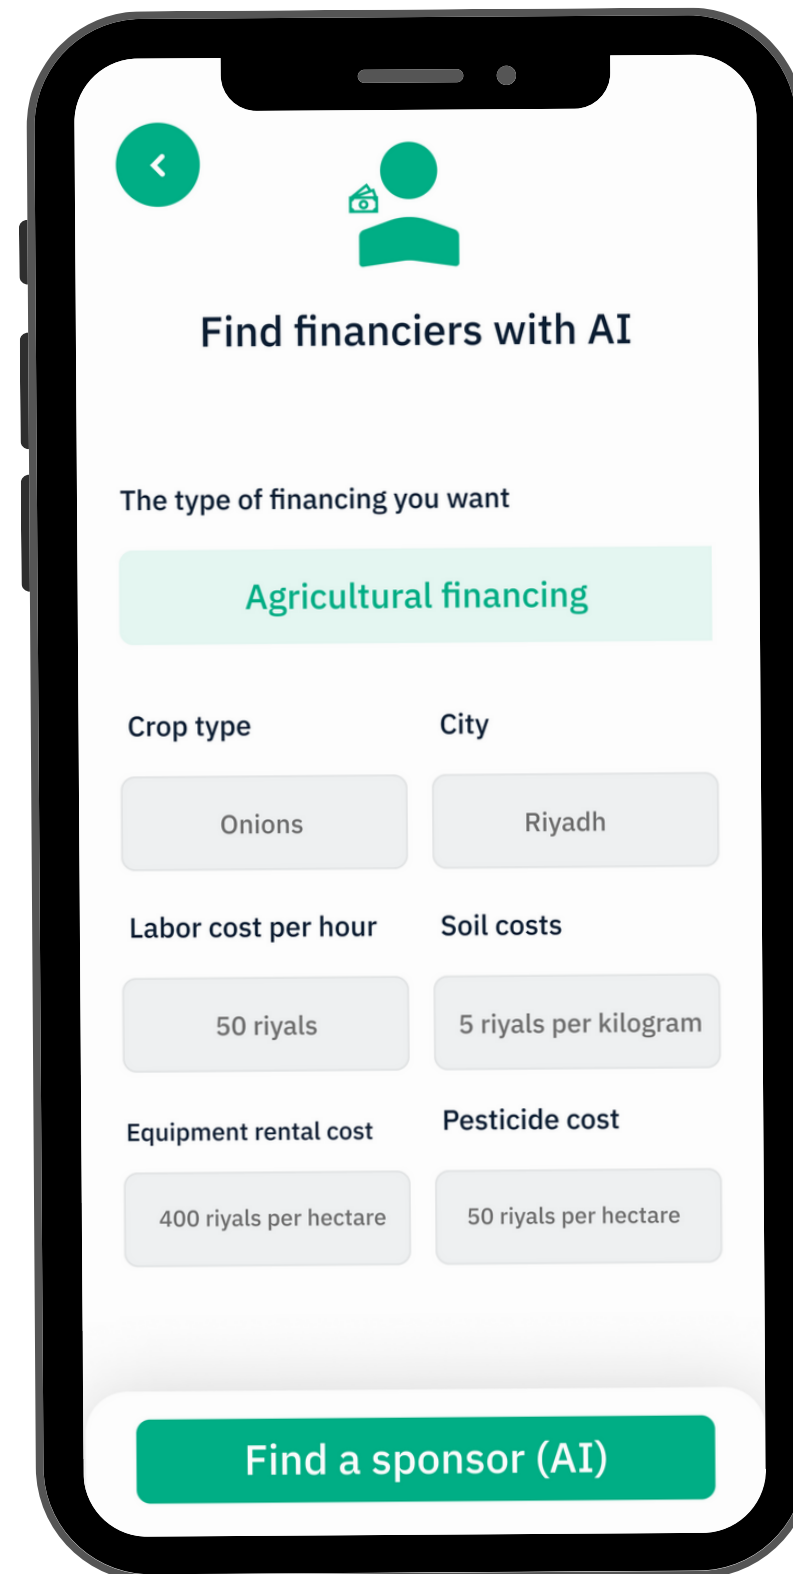 Find financiers with AI
The type of financing you want
Agricultural financing
Crop type
City
Onions
Riyadh
Labor cost per hour
Soil costs
50 riyals
5 riyals per kilogram
Equipment rental cost
Pesticide cost
400 riyals per hectare
50 riyals per hectare
Find a sponsor (AI)